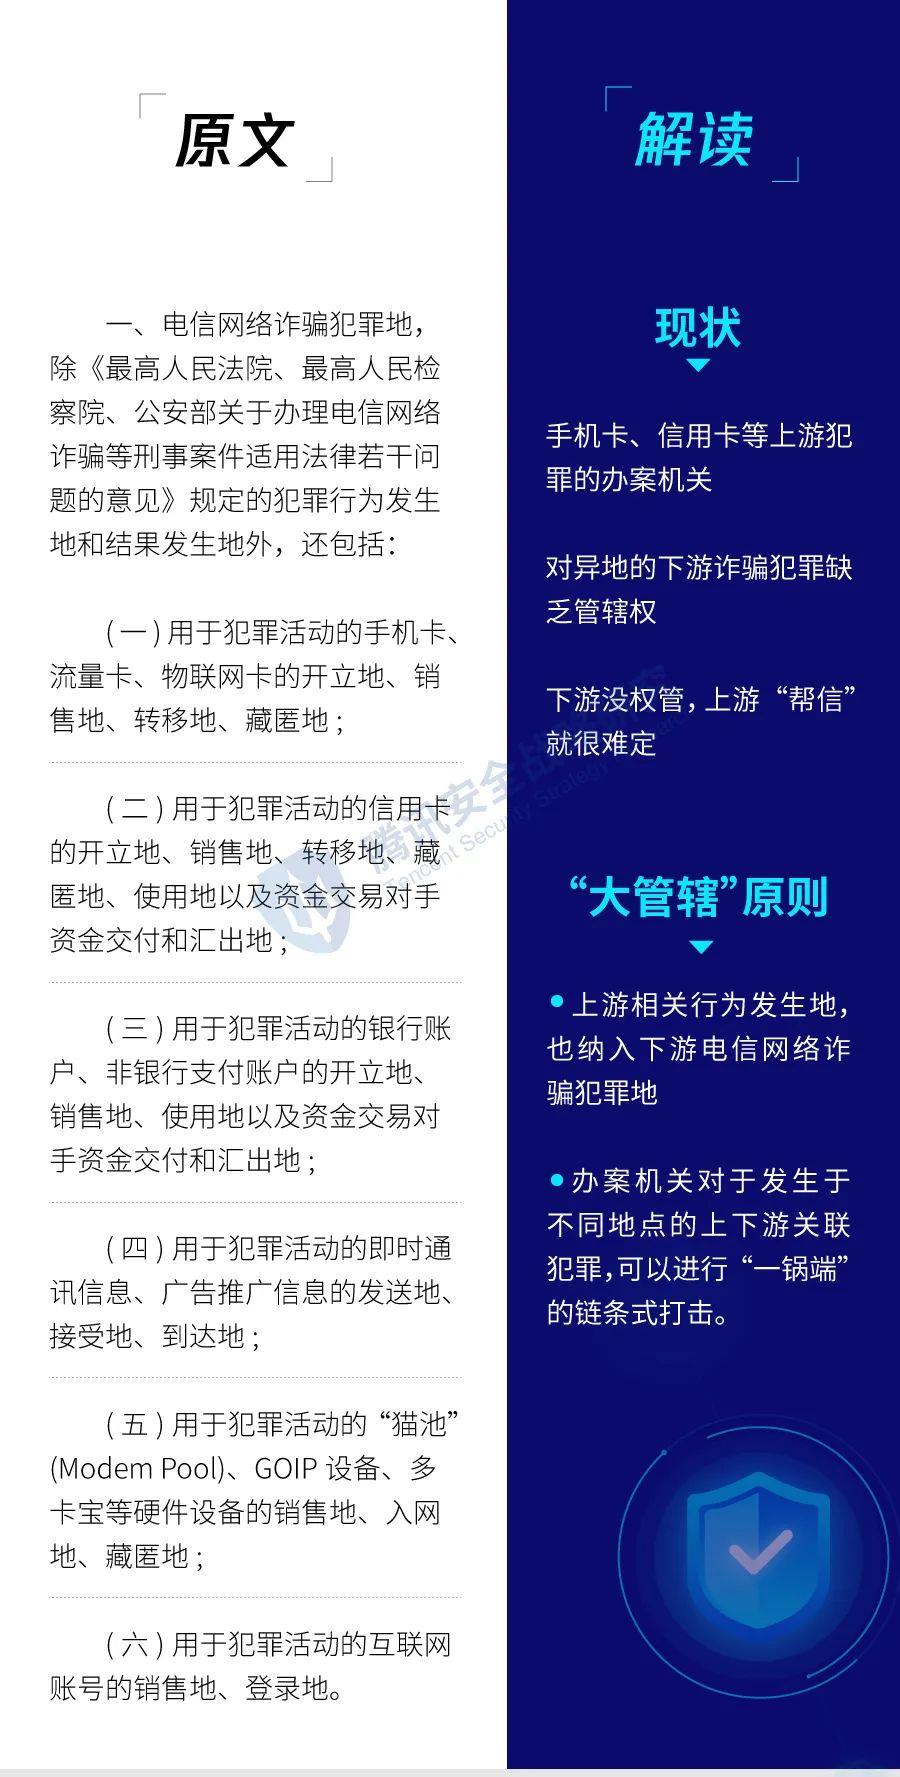 原文
一、电信网络诈骗犯罪地，
除《最高人民法院、最高人民检
察院、公安部关于办理电信网络
诈骗等刑事案件适用法律若干问
题的意见》规定的犯罪行为发生
地和结果发生地外，还包括：
(一)用于犯罪活动的手机卡、
流量卡、物联网卡的开立地、销
售地、转移地、藏匿地；
(二)用于犯罪活动的信用卡
的开立地、销售地、转移地、藏
匿地、使用地以及资金交易对手
资金交付和汇出地；
(三)用于犯罪活动的银行账
户、非银行支付账户的开立地、
销售地、使用地以及资金交易对
手资金交付和汇出地；
(四)用于犯罪活动的即时通
讯信息、广告推广信息的发送地、
接受地、到达地；
(五)用于犯罪活动的“猫池”
(Modem Pool)、GOIP 设备、多
卡宝等硬件设备的销售地、入网
地、藏匿地；
(六)用于犯罪活动的互联网
账号的销售地、登录地。
解读
现状
手机卡、信用卡等上游犯
罪的办案机关
对异地的下游诈骗犯罪缺
乏管辖权
下游没权管，上游“帮信”
就很难定
“大管辖”原则
●上游相关行为发生地，
也纳入下游电信网络诈
骗犯罪地
●办案机关对于发生于
不同地点的上下游关联
犯罪，可以进行“一锅端”
的链条式打击。
腾讯安全战略研究
Tencent Security Strategy Research